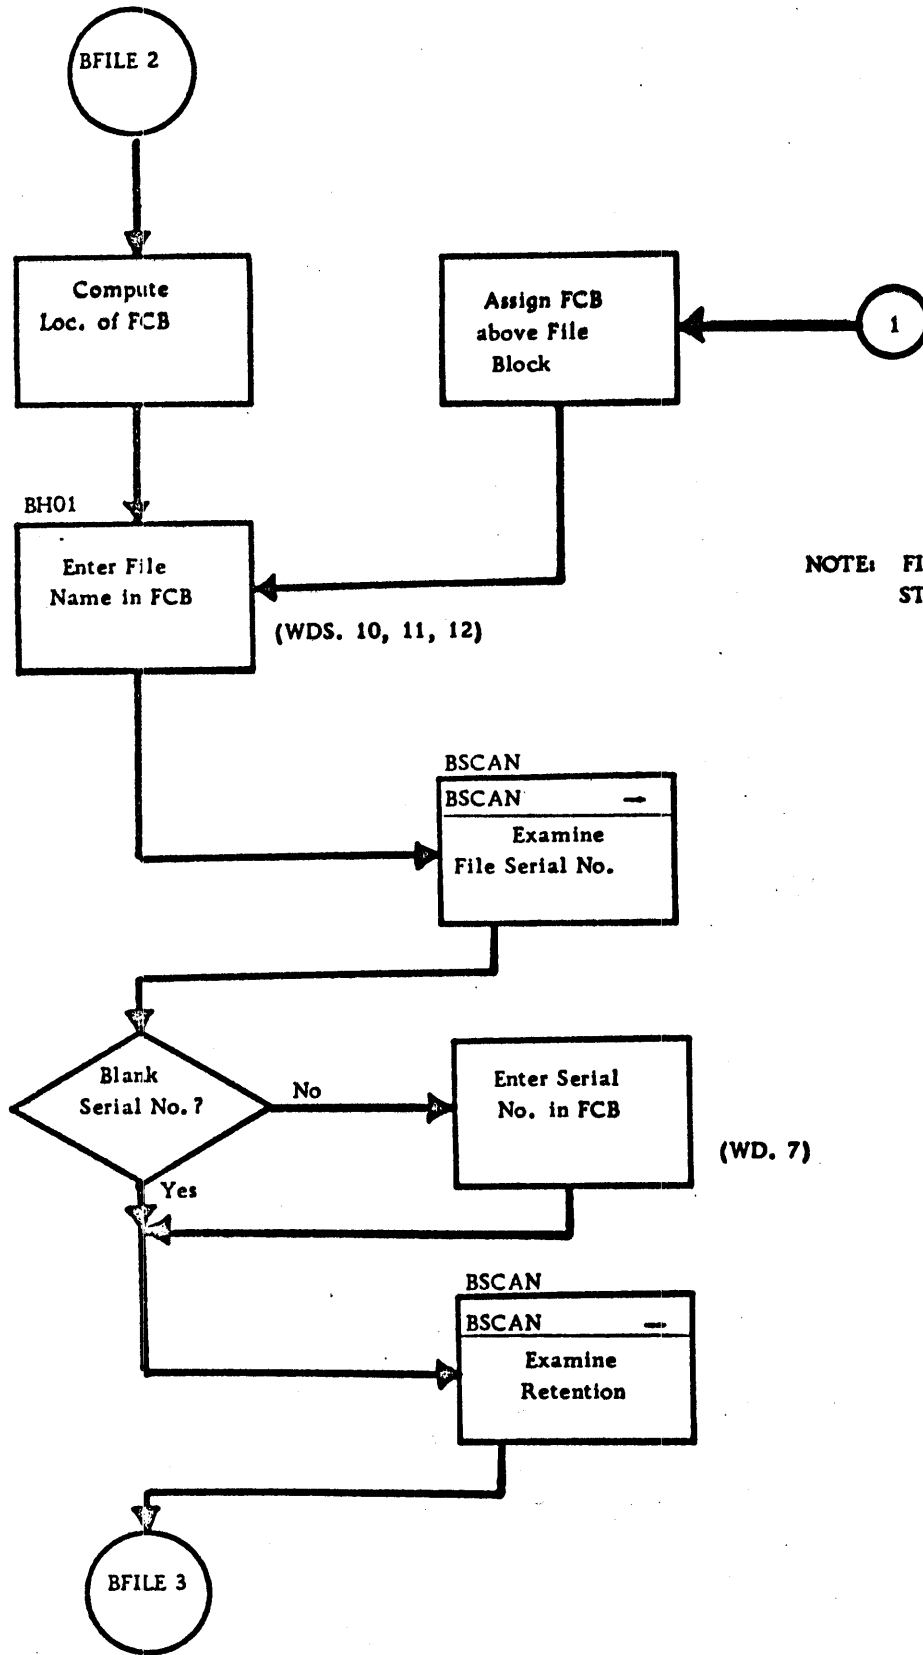 BFILE 2
Compute
Loc. of FCB
Assign FCB
above File
Block
1
BH01
Enter File
Name in FCB
(WDS. 10, 11, 12)
NOTE: FI
ST
BSCAN
BSCAN
Examine
File Serial No.
Blank
Serial No.?
No
Enter Serial
No. in FCB
(WD. 7)
Yes
BSCAN
BSCAN
Examine
Retention
BFILE 3